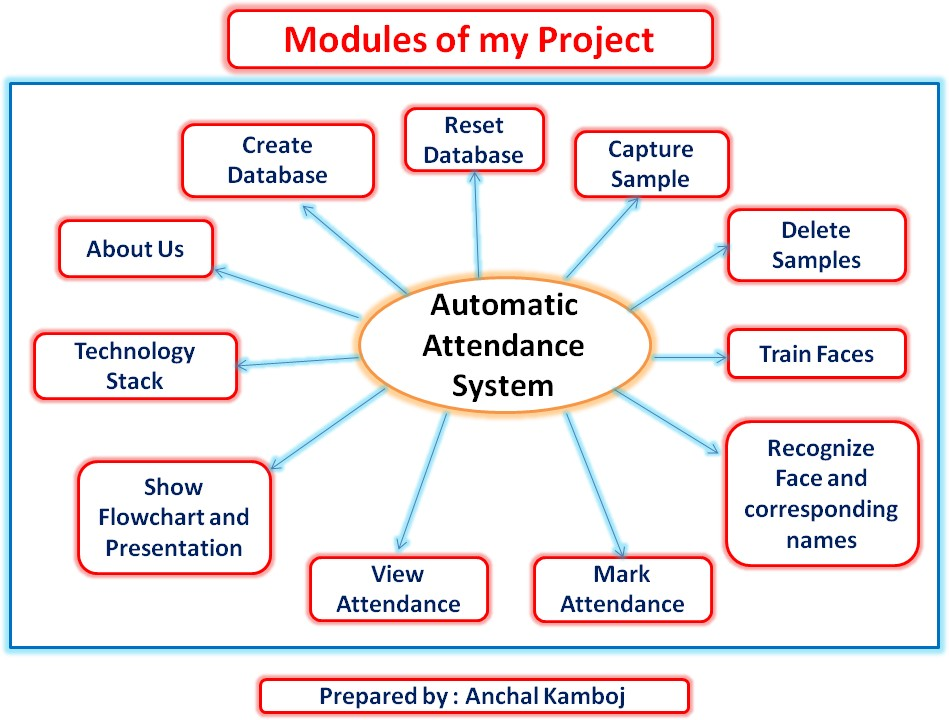 Modules of my Project
Create
Database
Reset
Database
Capture
Sample
Delete
Samples
About Us
Automatic
Attendance
System
Technology
Stack
Train Faces
Recognize
Face and
corresponding
names
Show
Flowchart and
Presentation
View
Attendance
Mark
Attendance
Prepared by : Anchal Kamboj